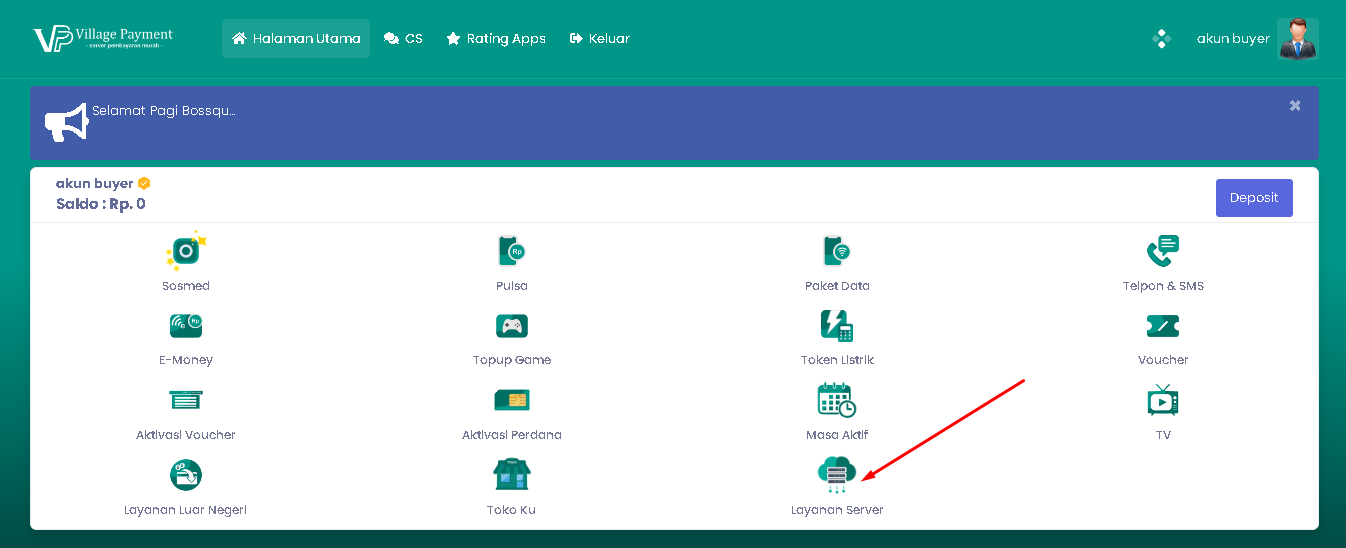 Village Payment
- server pembayaran murah -
Halaman Utama
CS
Rating Apps
Keluar
akun buyer
Selamat Pagi Bossqu...
×
akun buyer
Saldo : Rp. 0
Deposit
Sosmed
Pulsa
Paket Data
Telpon & SMS
E-Money
Topup Game
Token Listrik
Voucher
Aktivasi Voucher
Aktivasi Perdana
Masa Aktif
TV
Layanan Luar Negeri
Toko Ku
Layanan Server